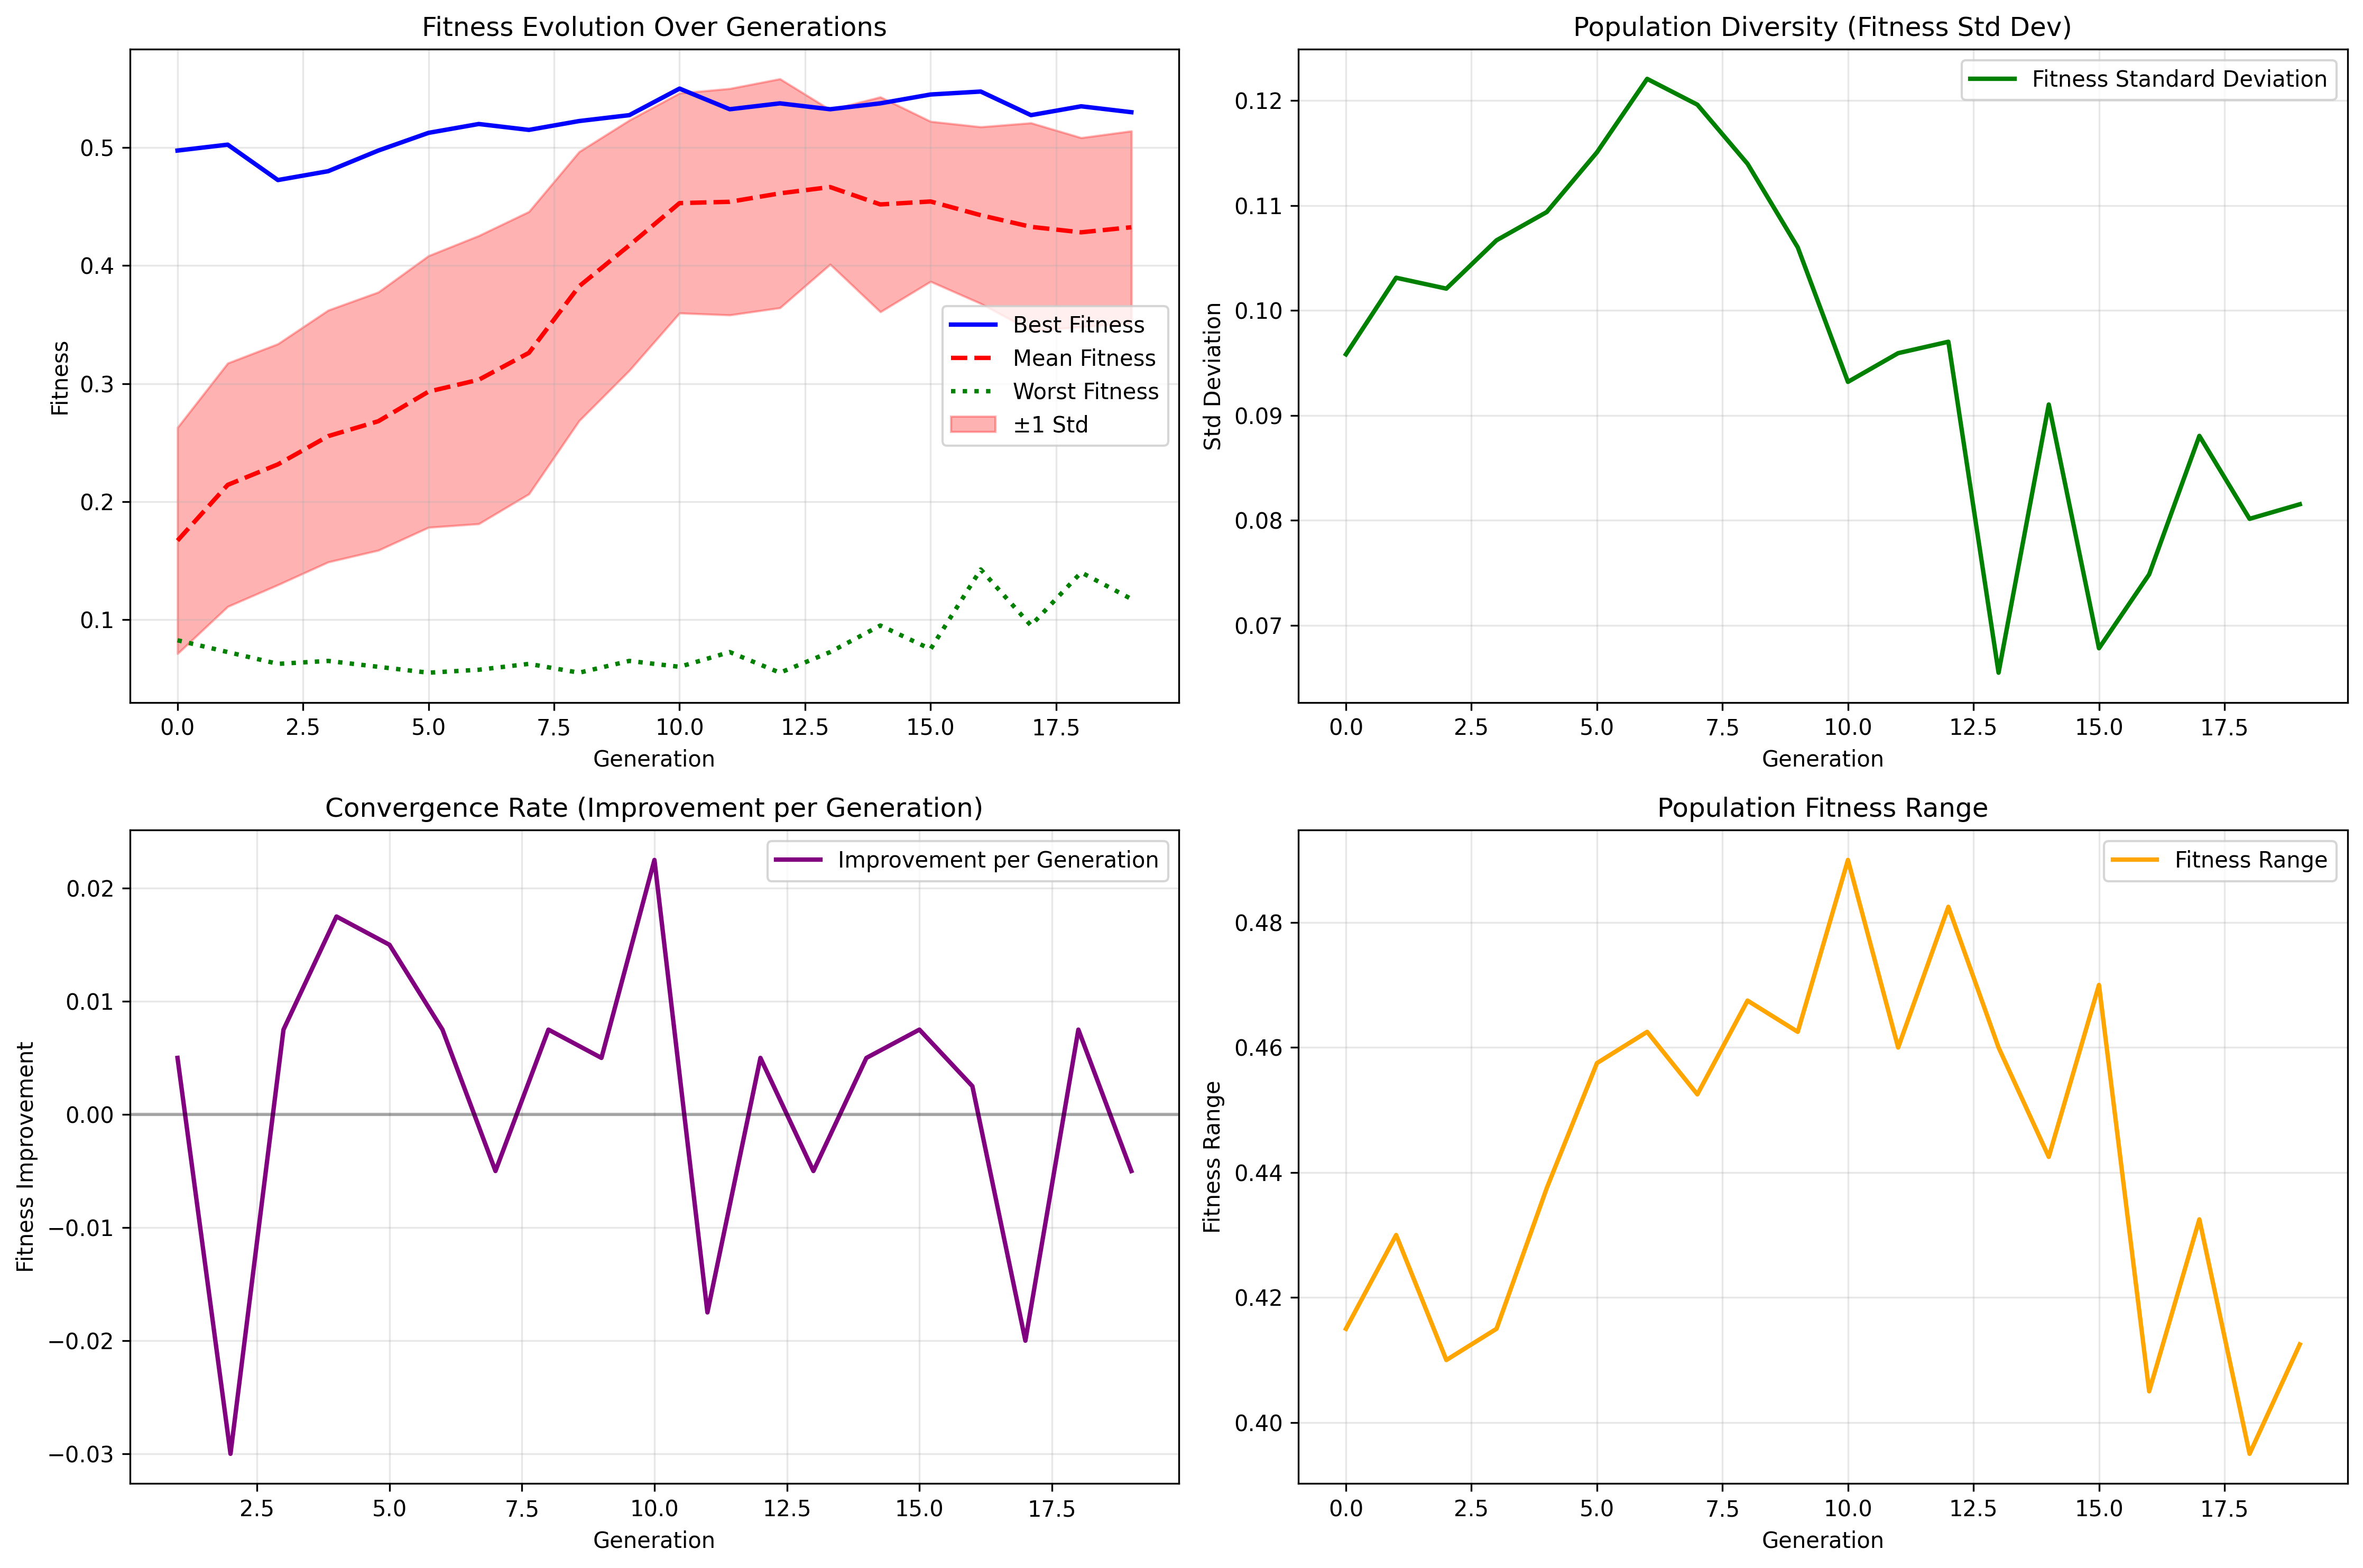 Fitness Evolution Over Generations
Fitness
0.5
0.4
0.3
0.2
0.1
Best Fitness
Mean Fitness
Worst Fitness
±1 Std
0.0 2.5 5.0 7.5 10.0 12.5 15.0 17.5
Generation
Population Diversity (Fitness Std Dev)
Std Deviation
0.12
0.11
0.10
0.09
0.08
0.07
Fitness Standard Deviation
0.0 2.5 5.0 7.5 10.0 12.5 15.0 17.5
Generation
Convergence Rate (Improvement per Generation)
Fitness Improvement
0.02
0.01
0.00
−0.01
−0.02
−0.03
Improvement per Generation
2.5 5.0 7.5 10.0 12.5 15.0 17.5
Generation
Population Fitness Range
Fitness Range
0.48
0.46
0.44
0.42
0.40
Fitness Range
0.0 2.5 5.0 7.5 10.0 12.5 15.0 17.5
Generation